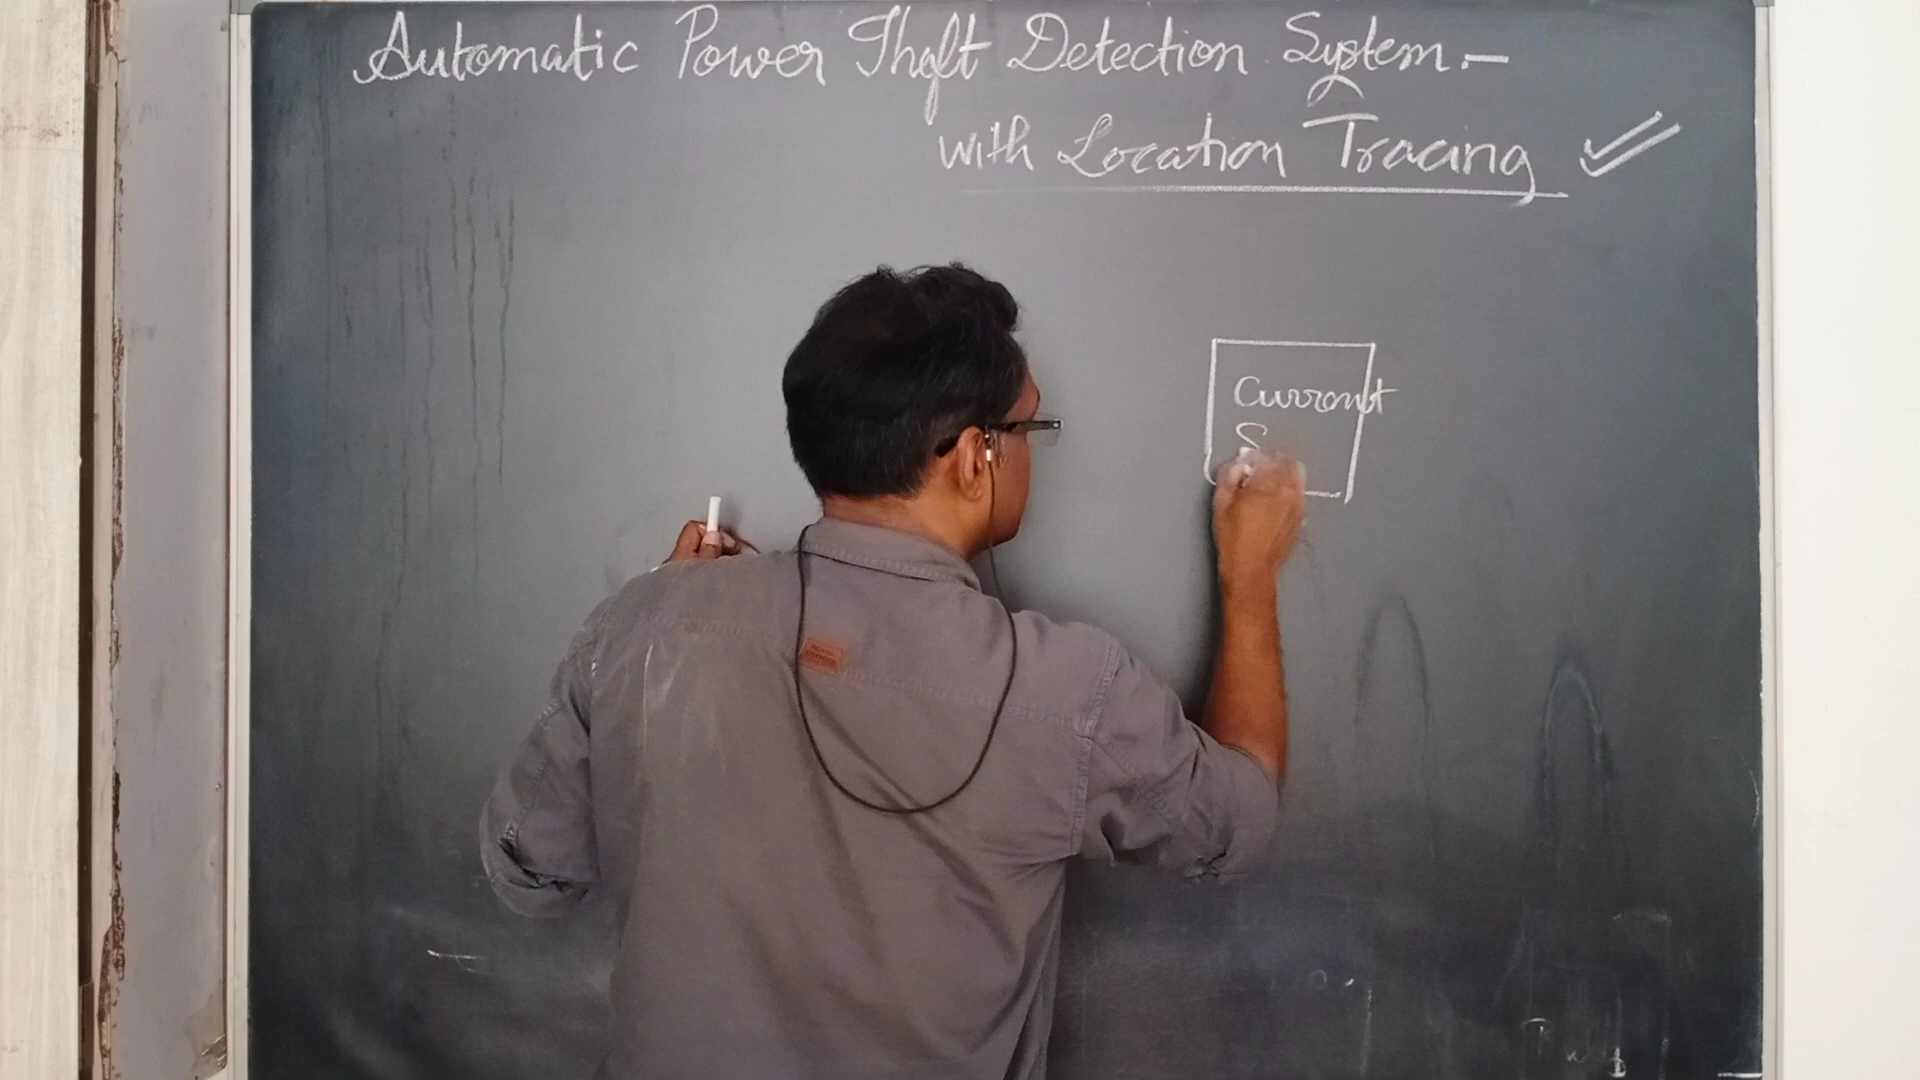 Automatic Power Theft Detection System :-
with Location Tracing
Current
S